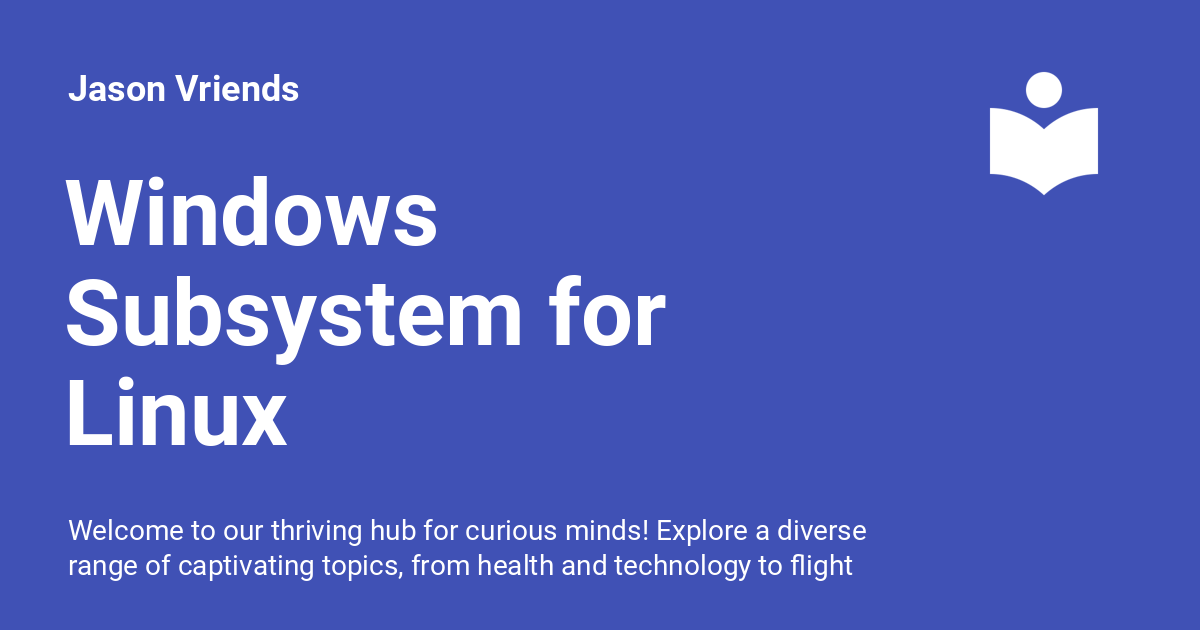 Jason Vriends
Windows
Subsystem for
Linux
Welcome to our thriving hub for curious minds! Explore a diverse
range of captivating topics, from health and technology to flight